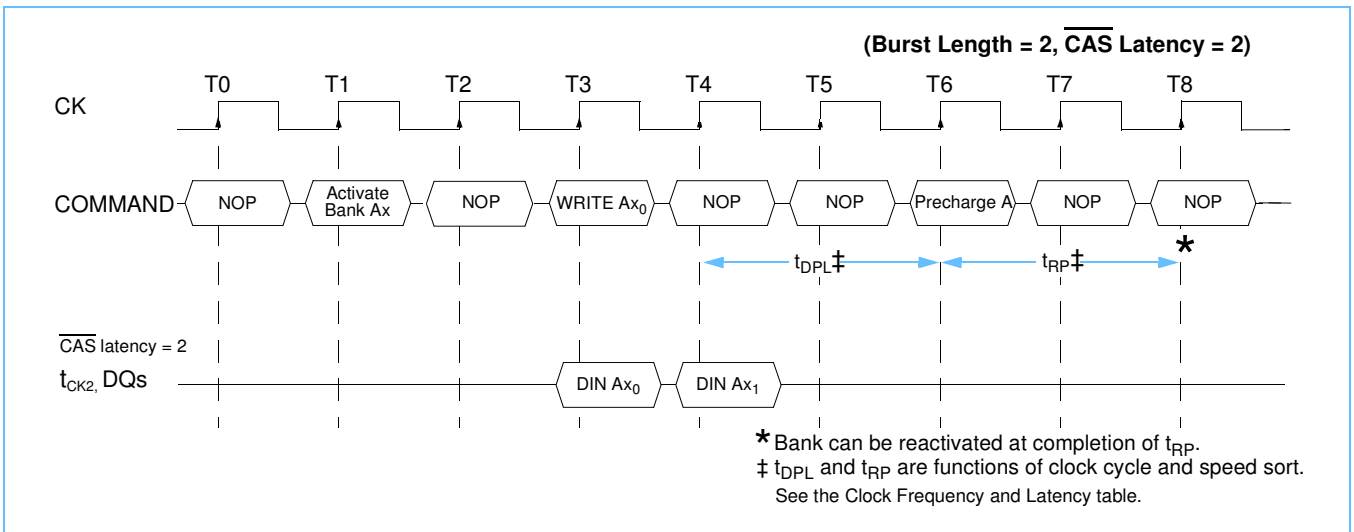 (Burst Length = 2, CAS Latency = 2)
T0 T1 T2 T3 T4 T5 T6 T7 T8
CK
COMMAND NOP Activate Bank Ax NOP WRITE Ax0 NOP NOP Precharge A NOP NOP
*
tDPL‡ tRP‡
CAS latency = 2
tCK2, DQs DIN Ax0 DIN Ax1
* Bank can be reactivated at completion of tRP.
‡ tDPL and tRP are functions of clock cycle and speed sort.
See the Clock Frequency and Latency table.